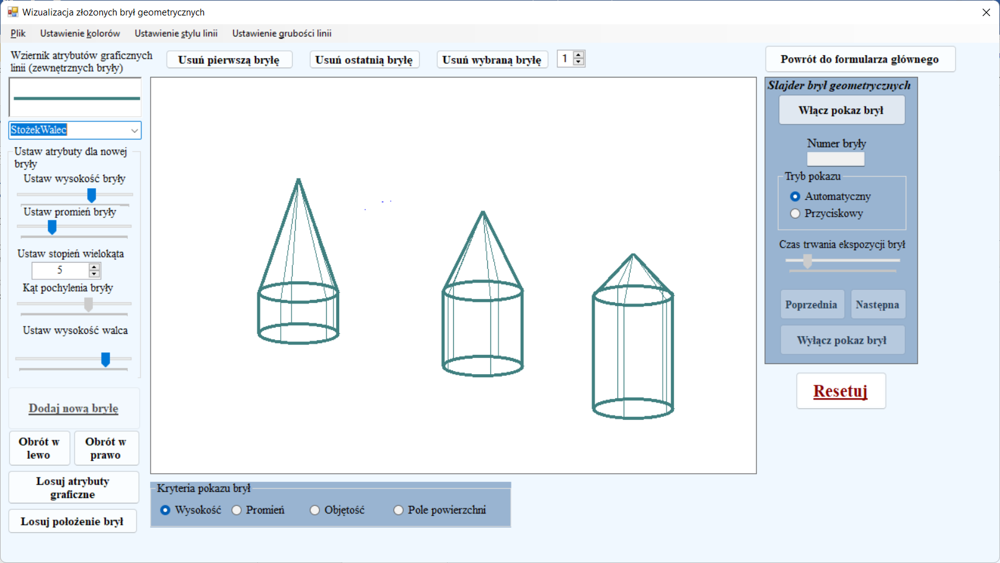 Wizualizacja złożonych brył geometrycznych
Plik Ustawienie kolorów Ustawienie stylu linii Ustawienie grubości linii
Wziernik atrybutów graficznych
linii (zewnętrznych bryły)
Usuń pierwszą bryłę
Usuń ostatnią bryłę
Usuń wybraną bryłę
1
Powrót do formularza głównego
StożekWalec
Ustaw atrybuty dla nowej
bryły
Ustaw wysokość bryły
Ustaw promień bryły
Ustaw stopień wielokąta
5
Kąt pochylenia bryły
Ustaw wysokość walca
Dodaj nową bryłę
Obrót w
lewo
Obrót w
prawo
Losuj atrybuty
graficzne
Losuj położenie brył
Kryteria pokazu brył
Wysokość
Promień
Objętość
Pole powierzchni
Slajder brył geometrycznych
Włącz pokaz brył
Numer bryły
Tryb pokazu
Automatyczny
Przyciskowy
Czas trwania ekspozycji brył
Poprzednia
Następna
Wyłącz pokaz brył
Resetuj